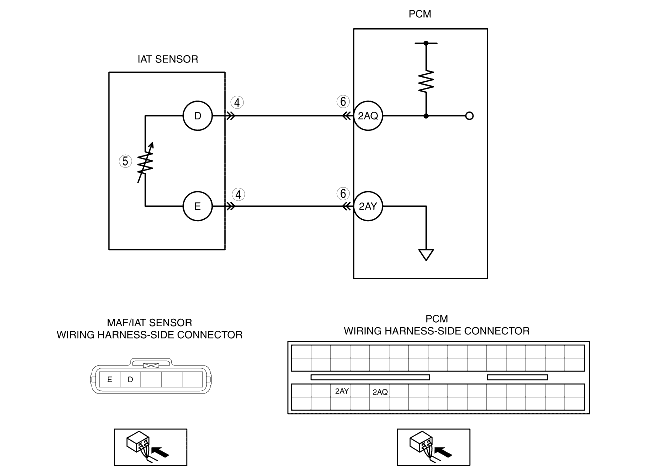 PCM
IAT SENSOR
4
6
D
2AQ
5
4
6
E
2AY
MAF/IAT SENSOR
WIRING HARNESS-SIDE CONNECTOR
PCM
WIRING HARNESS-SIDE CONNECTOR
E D
2AY 2AQ